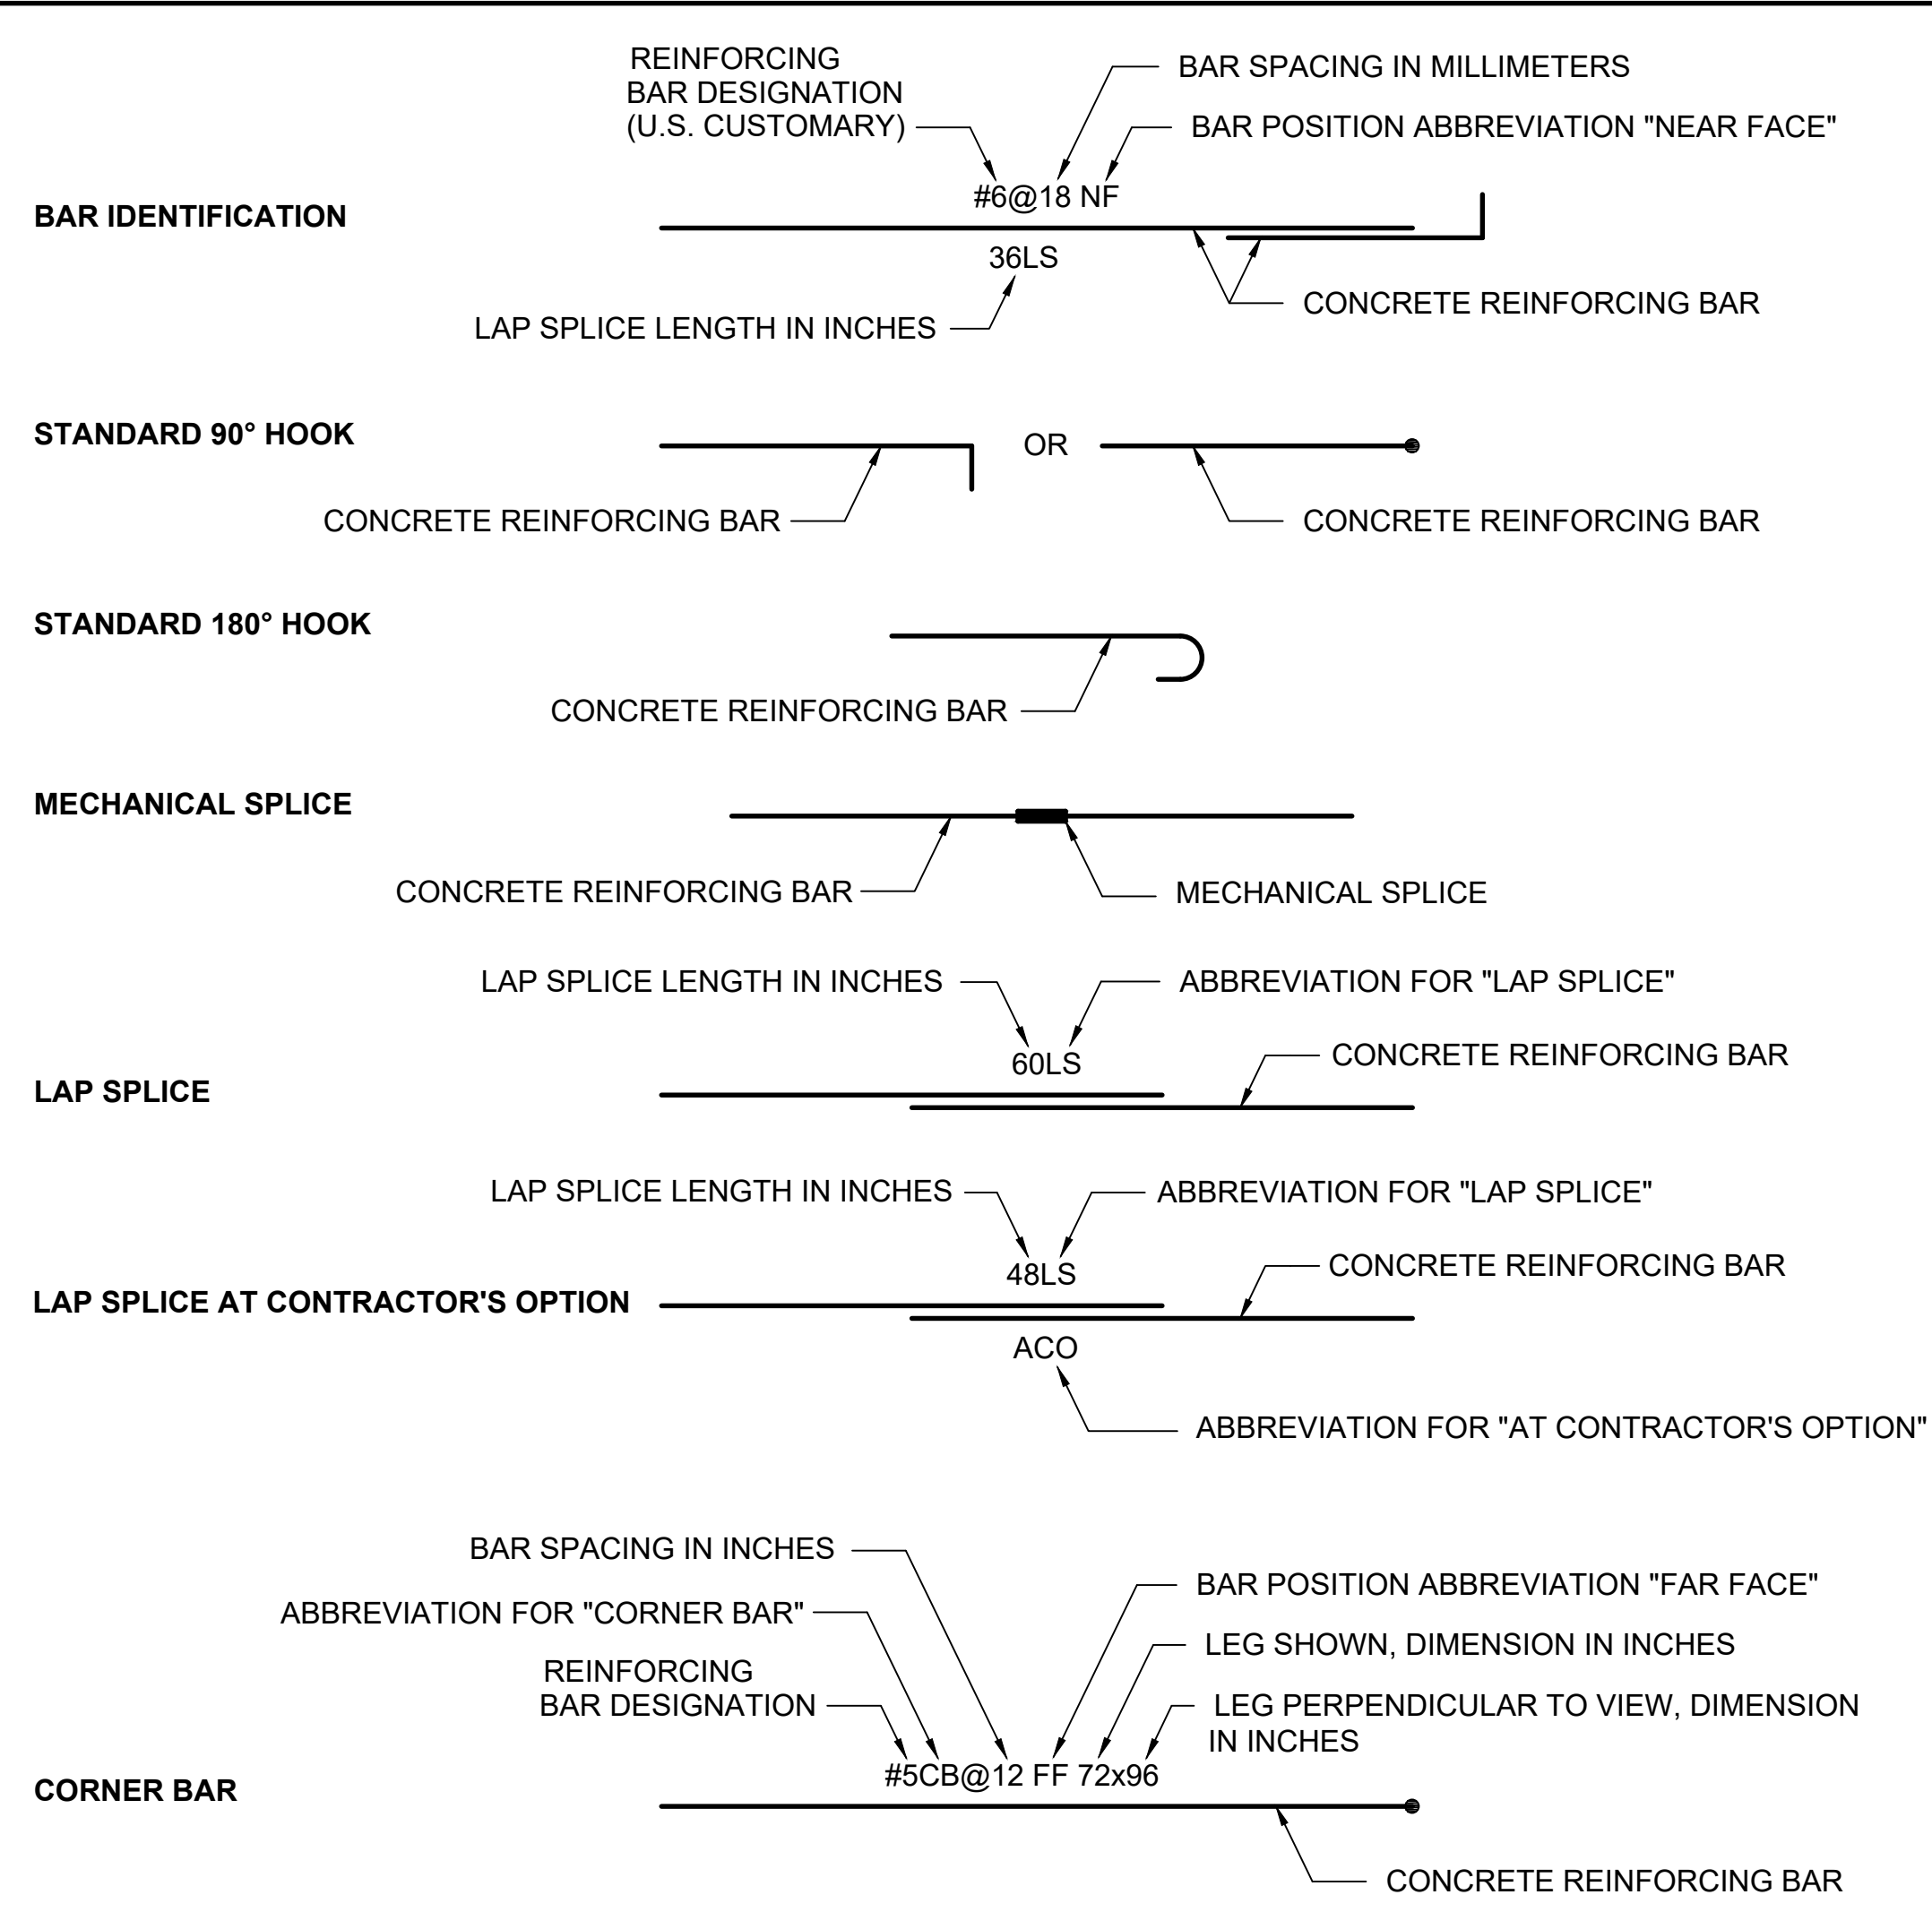 REINFORCING
BAR DESIGNATION
(U.S. CUSTOMARY)
BAR SPACING IN MILLIMETERS
BAR POSITION ABBREVIATION "NEAR FACE"
#6@18 NF
BAR IDENTIFICATION
36LS
CONCRETE REINFORCING BAR
LAP SPLICE LENGTH IN INCHES
STANDARD 90° HOOK
OR
CONCRETE REINFORCING BAR
CONCRETE REINFORCING BAR
STANDARD 180° HOOK
CONCRETE REINFORCING BAR
MECHANICAL SPLICE
CONCRETE REINFORCING BAR
MECHANICAL SPLICE
LAP SPLICE LENGTH IN INCHES
ABBREVIATION FOR "LAP SPLICE"
60LS
CONCRETE REINFORCING BAR
LAP SPLICE
LAP SPLICE LENGTH IN INCHES
ABBREVIATION FOR "LAP SPLICE"
48LS
CONCRETE REINFORCING BAR
LAP SPLICE AT CONTRACTOR'S OPTION
ACO
ABBREVIATION FOR "AT CONTRACTOR'S OPTION"
BAR SPACING IN INCHES
BAR POSITION ABBREVIATION "FAR FACE"
ABBREVIATION FOR "CORNER BAR"
LEG SHOWN, DIMENSION IN INCHES
REINFORCING
BAR DESIGNATION
LEG PERPENDICULAR TO VIEW, DIMENSION
IN INCHES
#5CB@12 FF 72x96
CORNER BAR
CONCRETE REINFORCING BAR